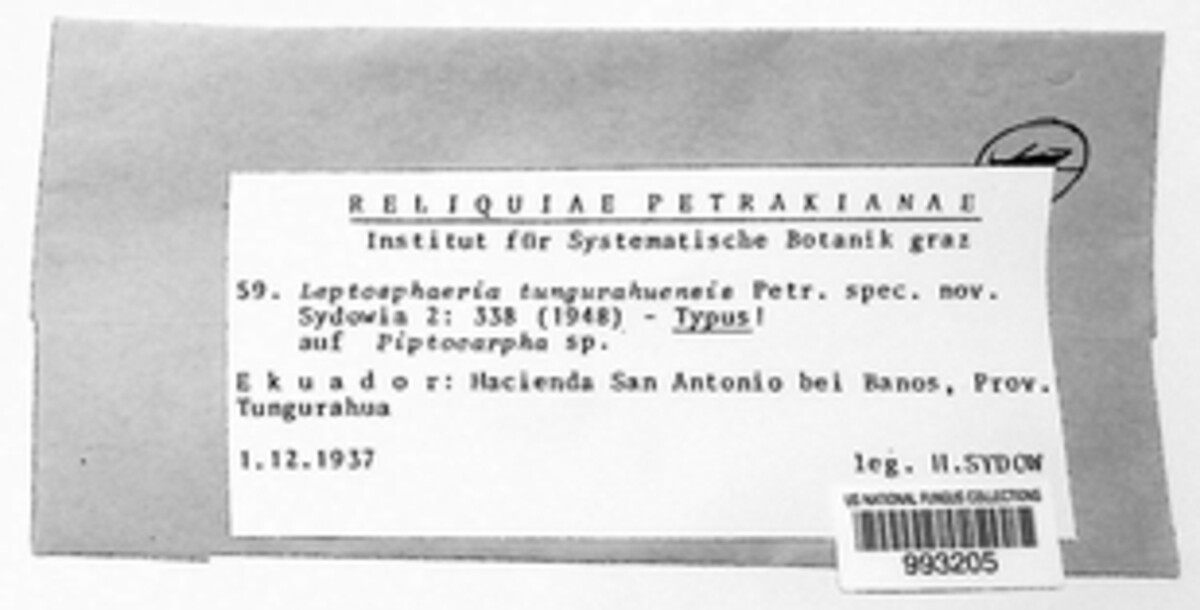 RELIQUIAE PETRAKIANAE
Institut für Systematische Botanik graz
59. Leptosphaeria tungurahuensis Petr. spec. nov.
Sydowia 2: 338 (1948) - Typus!
auf Piptocarpha sp.
Ekuador: Hacienda San Antonio bei Banos, Prov.
Tungurahua
1.12.1937
leg. H.SYDOW
US NATIONAL FUNGUS COLLECTIONS
993205